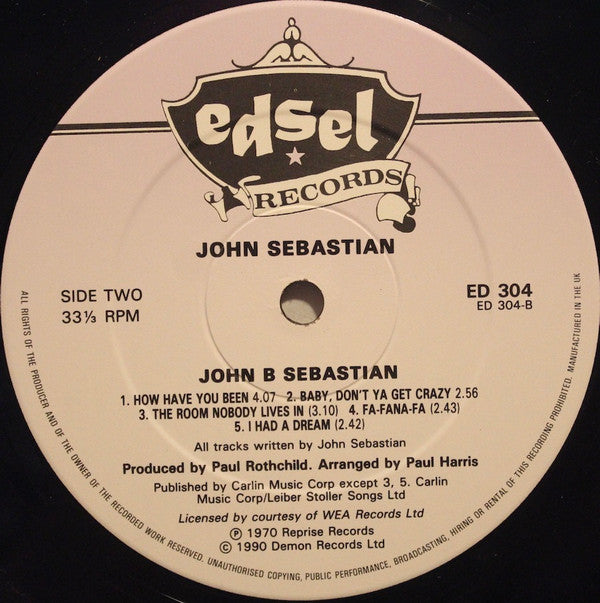 edsel
RECORDS
JOHN SEBASTIAN
SIDE TWO
33⅓ RPM
ED 304
ED 304-B
JOHN B SEBASTIAN
1. HOW HAVE YOU BEEN 4.07 2. BABY, DON'T YA GET CRAZY 2.56
3. THE ROOM NOBODY LIVES IN (3.10) 4. FA-FANA-FA (2.43)
5. I HAD A DREAM (2.42)
All tracks written by John Sebastian
Produced by Paul Rothchild. Arranged by Paul Harris
Published by Carlin Music Corp except 3, 5. Carlin
Music Corp/Leiber Stoller Songs Ltd
Licensed by courtesy of WEA Records Ltd
Ⓟ 1970 Reprise Records
© 1990 Demon Records Ltd
ALL RIGHTS OF THE PRODUCER AND OF THE OWNER OF THE RECORDED WORK RESERVED. UNAUTHORISED COPYING, PUBLIC PERFORMANCE, BROADCASTING, HIRING OR RENTAL OF THIS RECORDING PROHIBITED. MANUFACTURED IN THE UK